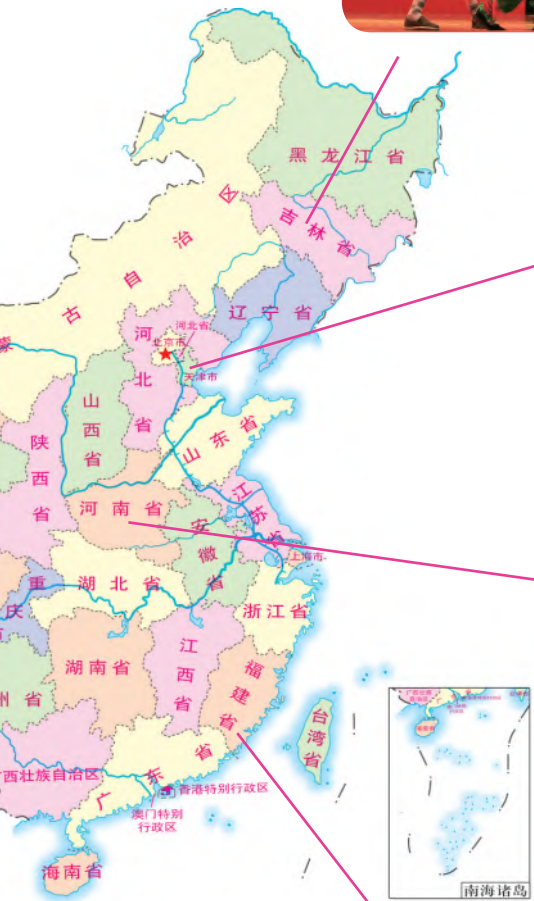 黑龙江省
吉林省
辽宁省
蒙古自治区
河北省
北京市
河北省
天津市
山西省
陕西省
山东省
河南省
江苏省
安徽省
上海市
湖北省
重庆市
浙江省
湖南省
江西省
福建省
台湾省
州省
广东省
西壮族自治区
香港特别行政区
澳门特别
行政区
海南省
南海诸岛